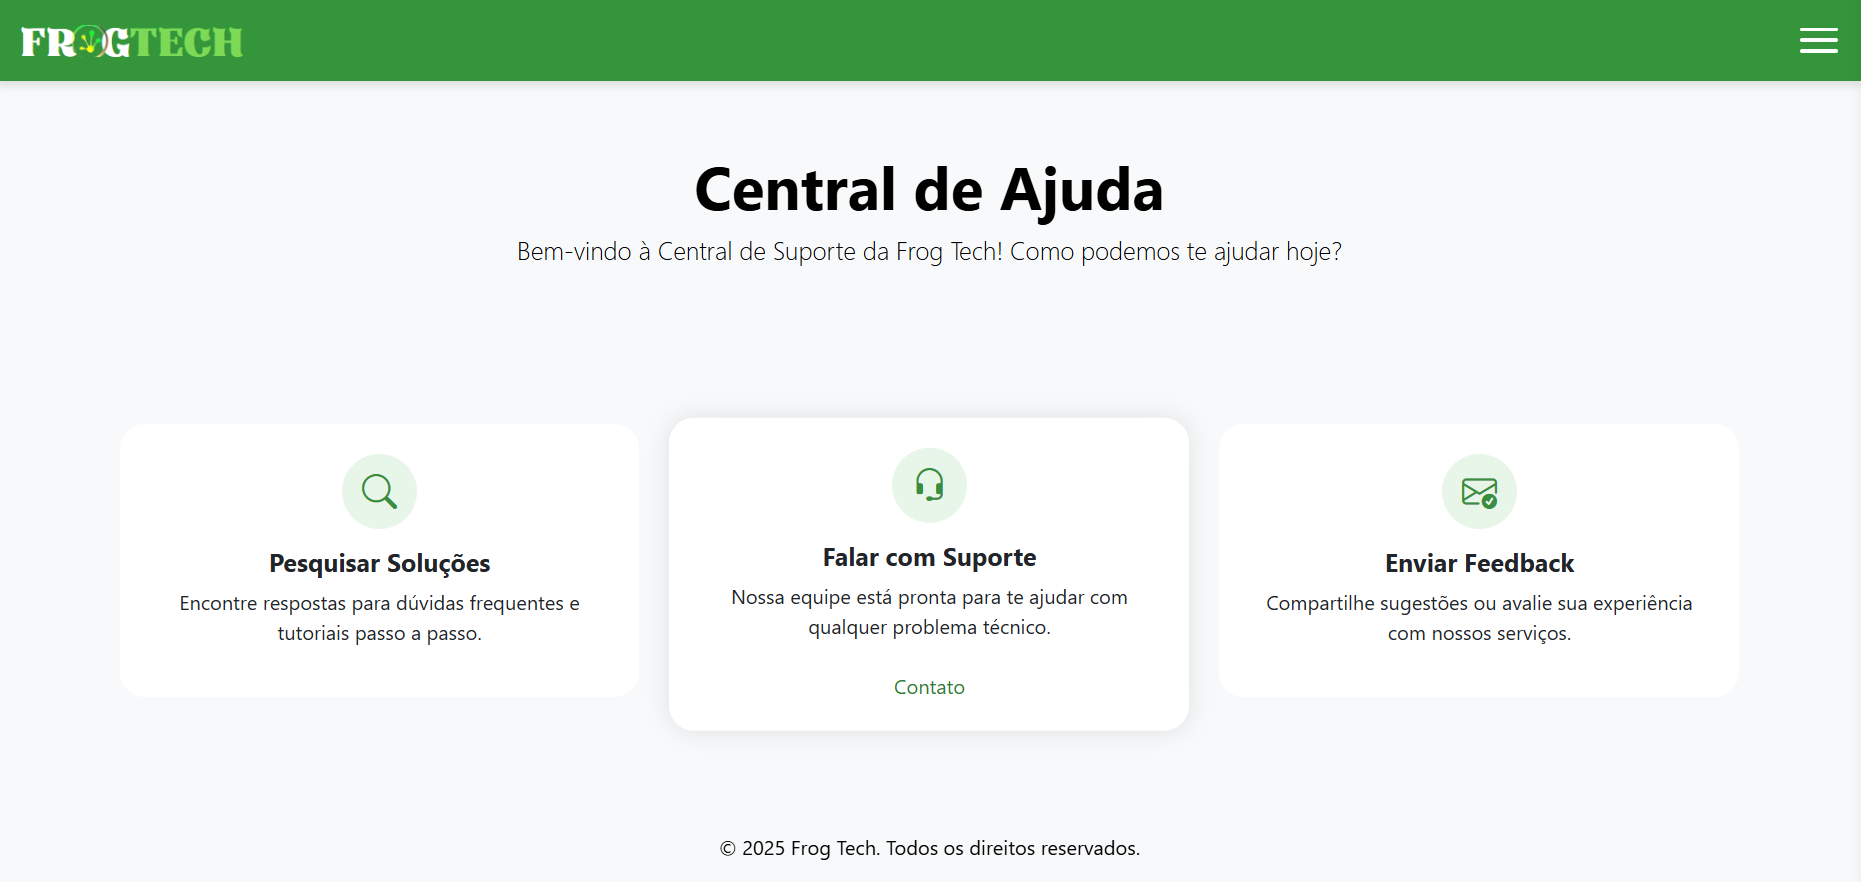 FROGTECH
Central de Ajuda
Bem-vindo à Central de Suporte da Frog Tech! Como podemos te ajudar hoje?
Pesquisar Soluções
Encontre respostas para dúvidas frequentes e
tutoriais passo a passo.
Falar com Suporte
Nossa equipe está pronta para te ajudar com
qualquer problema técnico.
Contato
Enviar Feedback
Compartilhe sugestões ou avalie sua experiência
com nossos serviços.
© 2025 Frog Tech. Todos os direitos reservados.